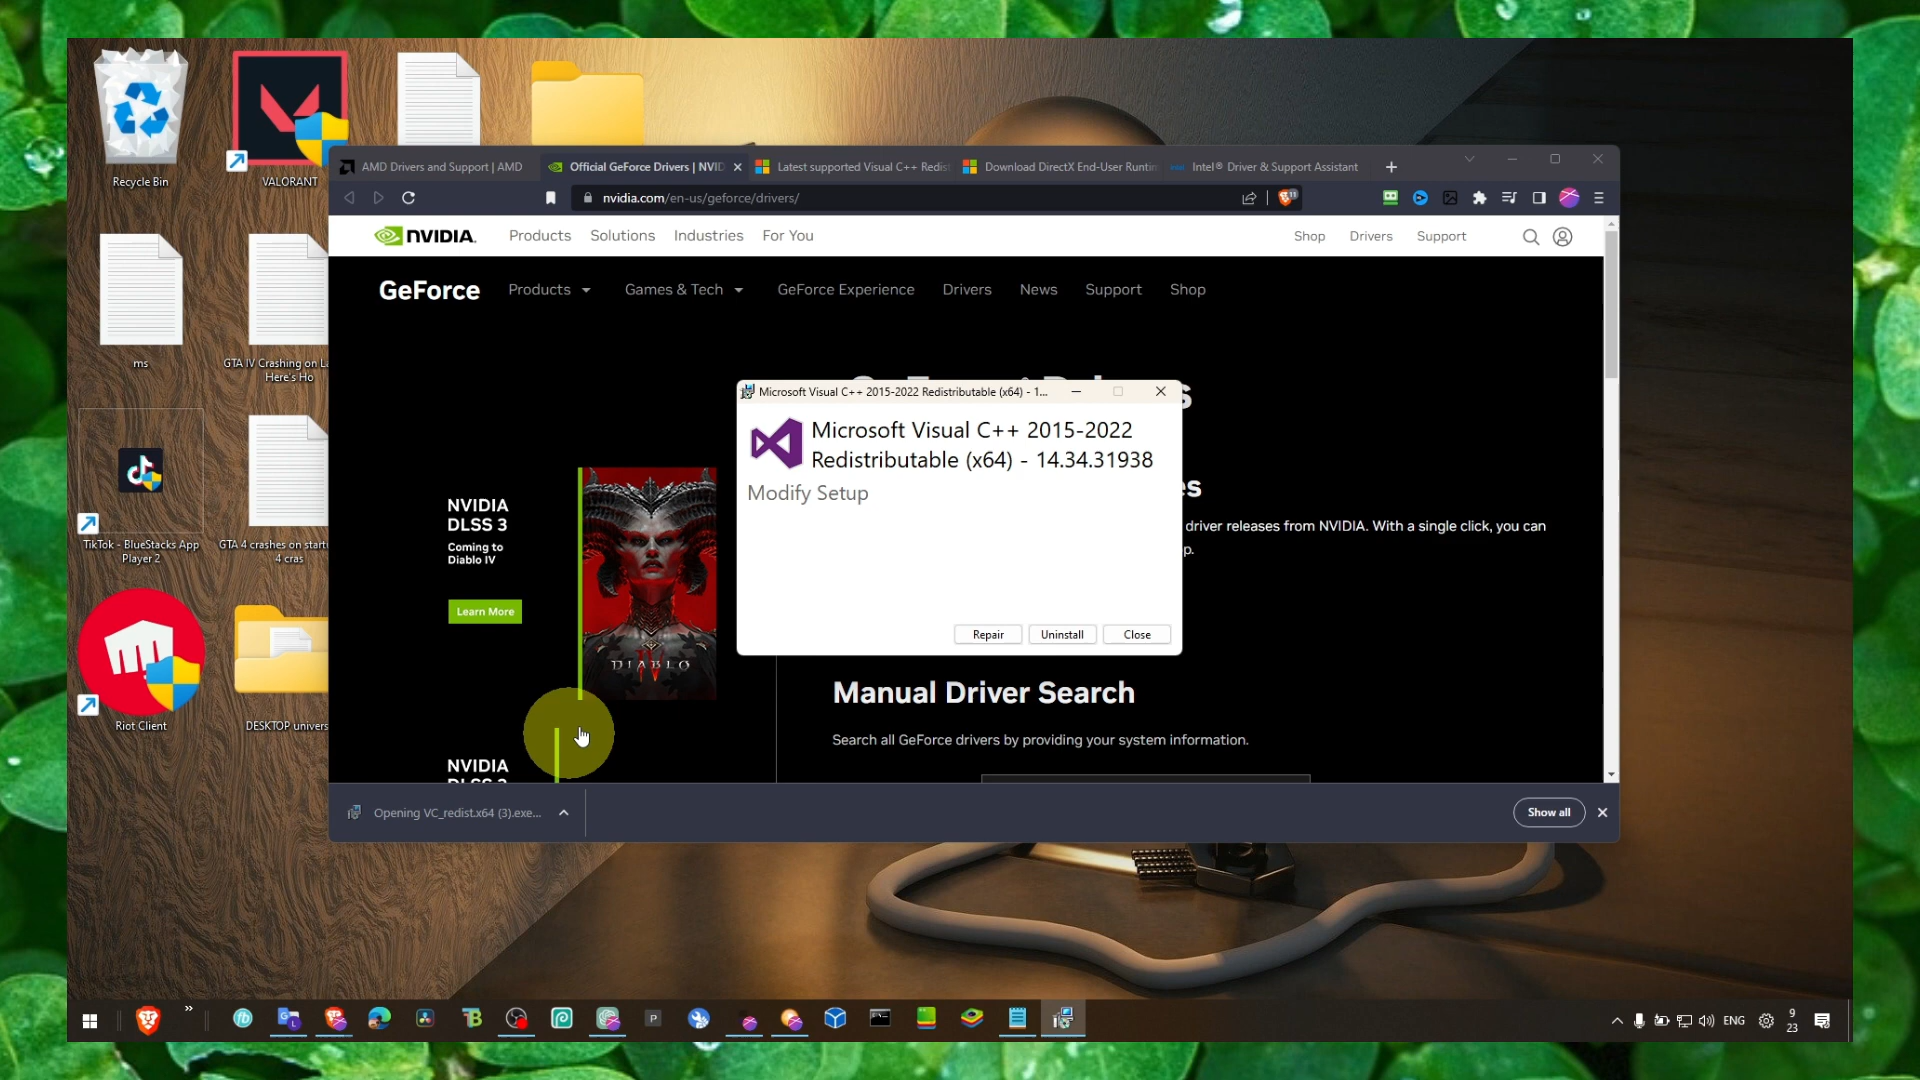 Recycle Bin
VALORANT
ms
GTA IV Crashing on L
Here's Ho
TikTok - BlueStacks App
Player 2
GTA 4 crashes on start
4 cras
Riot Client
DESKTOP univers
AMD Drivers and Support | AMD
Official GeForce Drivers | NVID
Latest supported Visual C++ Redis
Download DirectX End-User Runtim
Intel® Driver & Support Assistant
nvidia.com/en-us/geforce/drivers/
11
NVIDIA.
Products
Solutions
Industries
For You
Shop
Drivers
Support
GeForce
Products
Games & Tech
GeForce Experience
Drivers
News
Support
Shop
NVIDIA
DLSS 3
Coming to
Diablo IV
Learn More
DIABLO
IV
Microsoft Visual C++ 2015-2022 Redistributable (x64) - 1...
Microsoft Visual C++ 2015-2022
Redistributable (x64) - 14.34.31938
Modify Setup
Repair
Uninstall
Close
s
es
driver releases from NVIDIA. With a single click, you can
p.
Manual Driver Search
Search all GeForce drivers by providing your system information.
NVIDIA
DLSS 3
Opening VC_redist.x64 (3).exe...
Show all
ENG
9
23